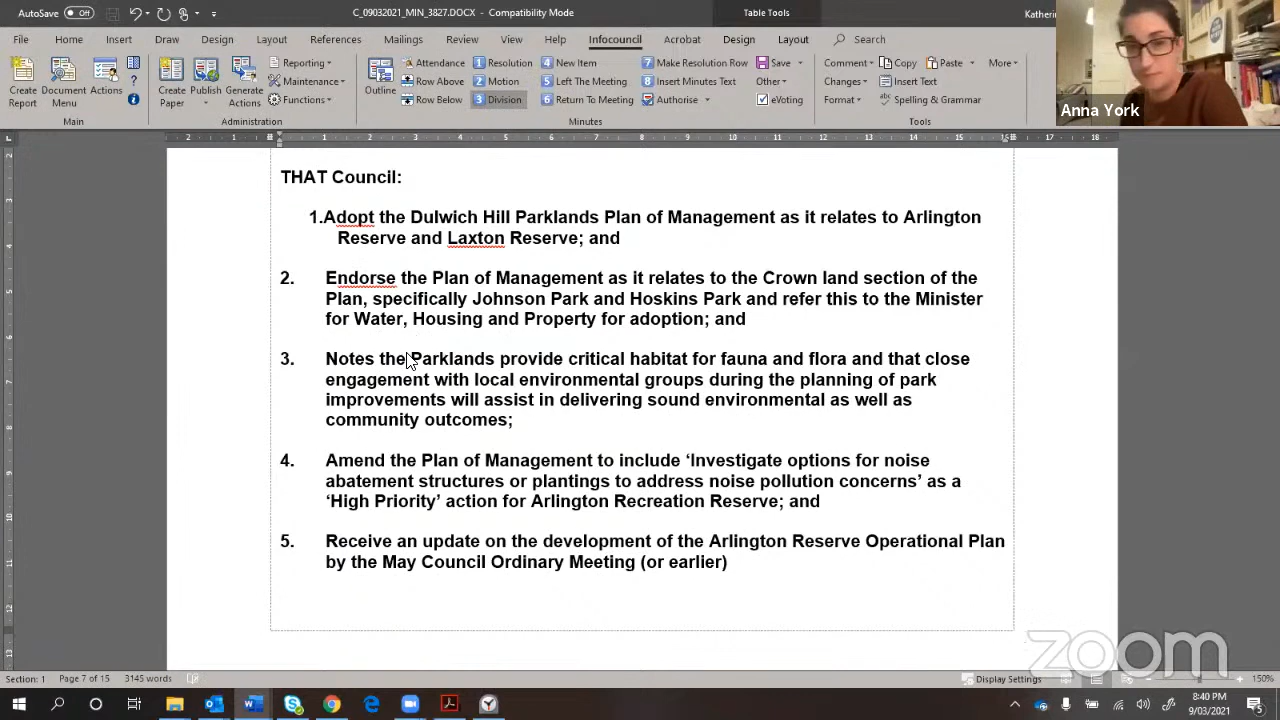 AutoSave Off
C_09032021_MIN_3827.DOCX - Compatibility Mode
Table Tools
Katherin
File Home Insert Draw Design Layout References Mailings Review View Help Infocouncil Acrobat Design Layout Search
Create Report
Document Menu
Create Actions
Reporting
Maintenance
Functions
Main
Create Paper
Publish
Generate Actions
Administration
Outline
Attendance
Row Above
Row Below
1 Resolution
2 Motion
3 Division
4 New Item
5 Left The Meeting
6 Return To Meeting
7 Make Resolution Row
8 Insert Minutes Text
Authorise
Minutes
Save
Other
eVoting
Comment
Changes
Format
Copy
Paste
Insert Text
Spelling & Grammar
More
Tools
Anna York
THAT Council:
1.Adopt the Dulwich Hill Parklands Plan of Management as it relates to Arlington
Reserve and Laxton Reserve; and
2. Endorse the Plan of Management as it relates to the Crown land section of the
Plan, specifically Johnson Park and Hoskins Park and refer this to the Minister
for Water, Housing and Property for adoption; and
3. Notes the Parklands provide critical habitat for fauna and flora and that close
engagement with local environmental groups during the planning of park
improvements will assist in delivering sound environmental as well as
community outcomes;
4. Amend the Plan of Management to include ‘Investigate options for noise
abatement structures or plantings to address noise pollution concerns’ as a
‘High Priority’ action for Arlington Recreation Reserve; and
5. Receive an update on the development of the Arlington Reserve Operational Plan
by the May Council Ordinary Meeting (or earlier)
zoom
Section: 1 Page 7 of 15 3145 words
Display Settings
150%
8:40 PM
9/03/2021